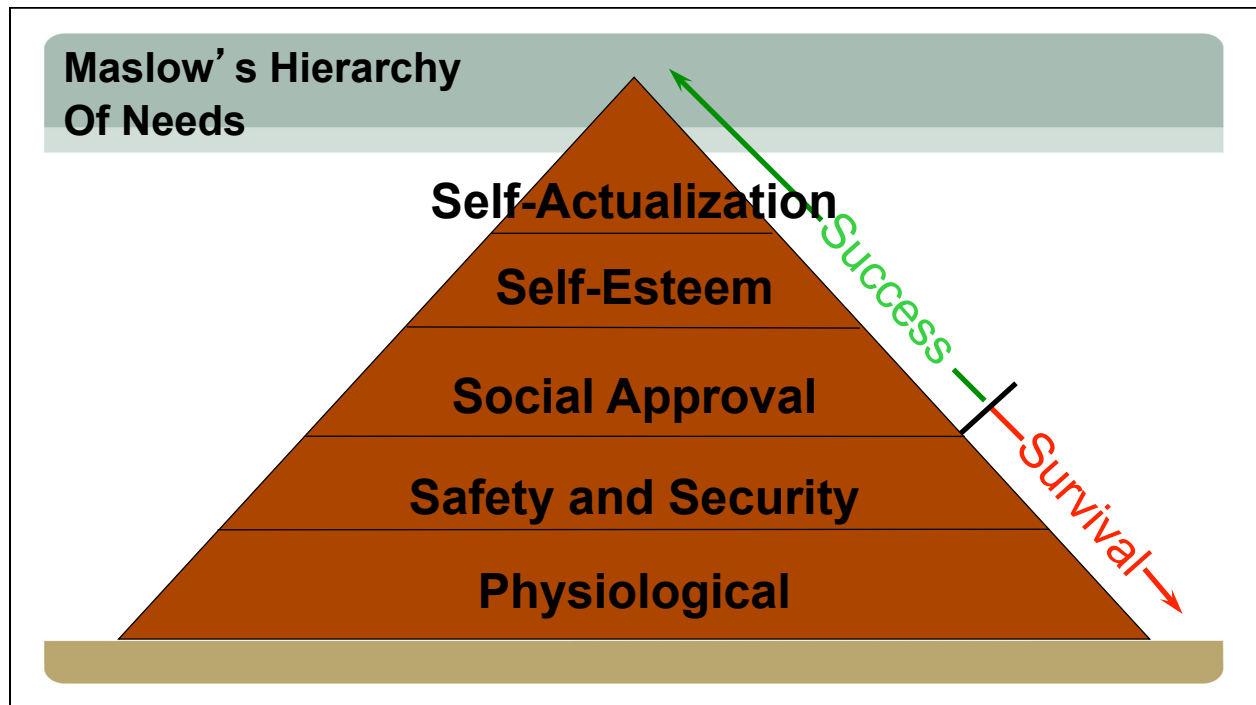 Maslow’s Hierarchy
Of Needs
Self-Actualization
Self-Esteem
Social Approval
Safety and Security
Physiological
Success
Survival